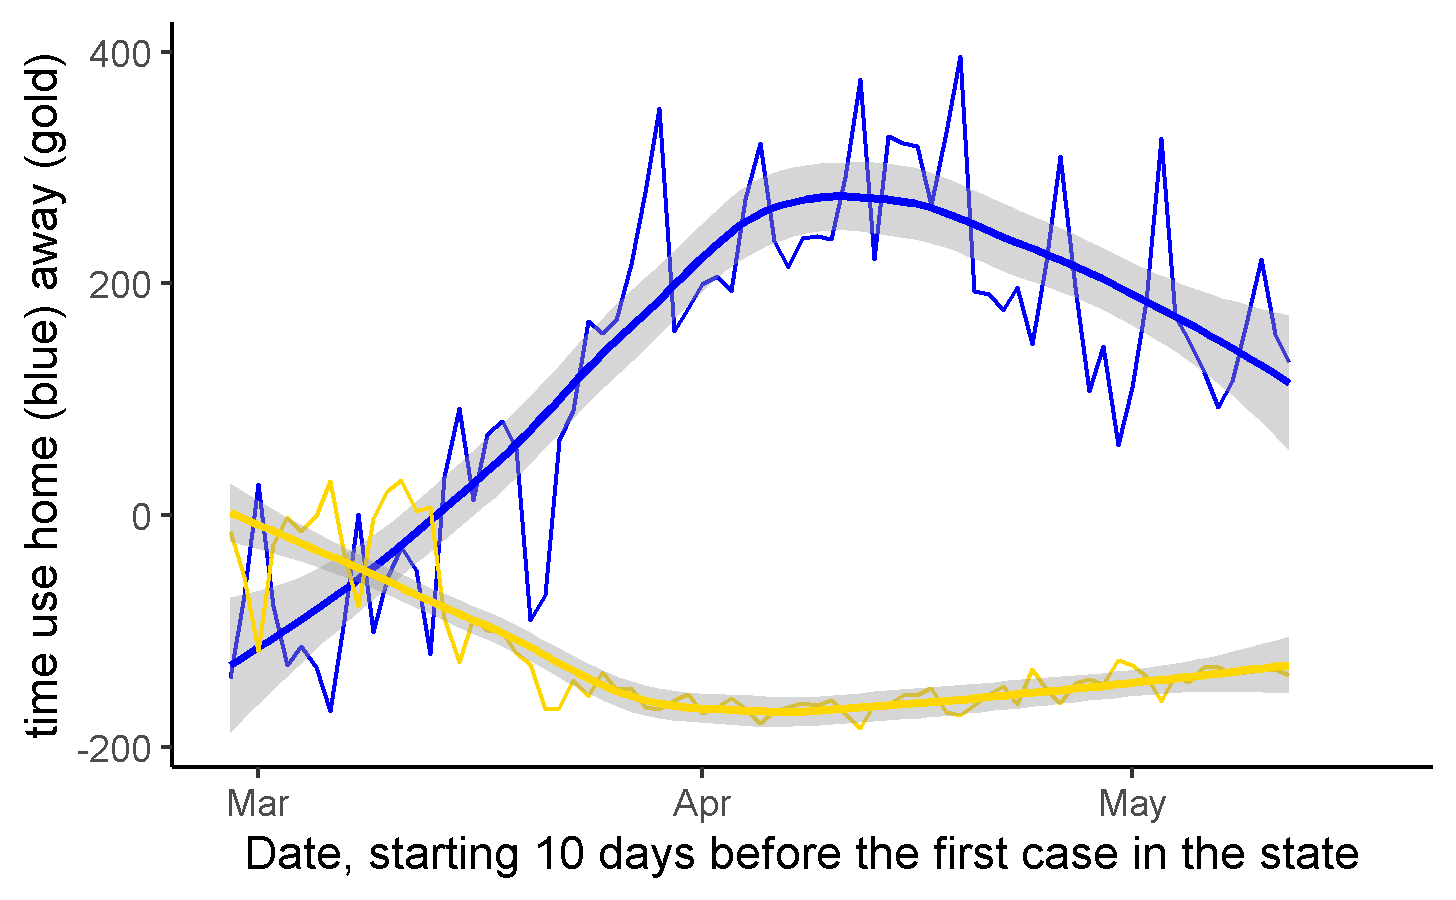 time use home (blue) away (gold)
400
200
0
-200
Mar
Apr
May
Date, starting 10 days before the first case in the state